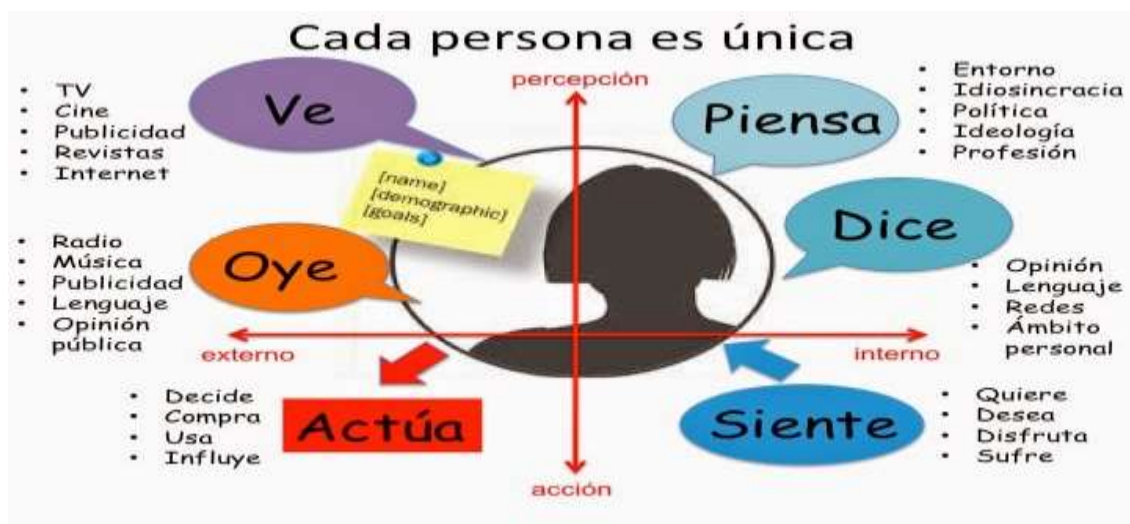 Cada persona es única
percepción
Ve
• TV
• Cine
• Publicidad
• Revistas
• Internet
[name]
[demographic]
[goals]
Piensa
• Entorno
• Idiosincracia
• Política
• Ideología
• Profesión
Oye
• Radio
• Música
• Publicidad
• Lenguaje
• Opinión
pública
Dice
• Opinión
• Lenguaje
• Redes
• Ámbito
personal
externo
interno
Actúa
• Decide
• Compra
• Usa
• Influye
Siente
• Quiere
• Desea
• Disfruta
• Sufre
acción